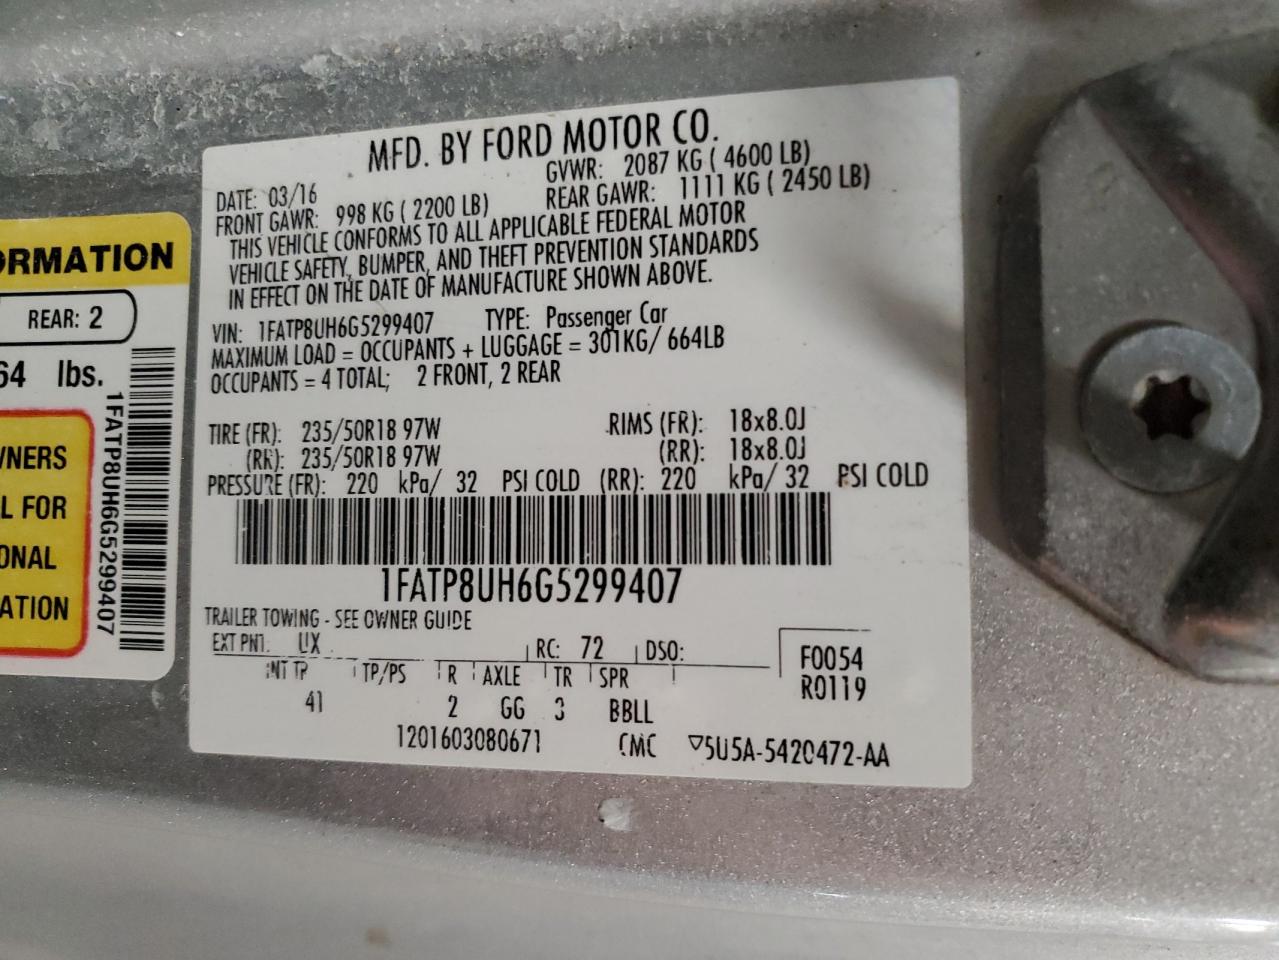 MFD. BY FORD MOTOR CO.
DATE: 03/16 GVWR: 2087 KG ( 4600 LB)
FRONT GAWR: 998 KG ( 2200 LB) REAR GAWR: 1111 KG ( 2450 LB)
THIS VEHICLE CONFORMS TO ALL APPLICABLE FEDERAL MOTOR
VEHICLE SAFETY, BUMPER, AND THEFT PREVENTION STANDARDS
IN EFFECT ON THE DATE OF MANUFACTURE SHOWN ABOVE.
VIN: 1FATP8UH6G5299407 TYPE: Passenger Car
MAXIMUM LOAD = OCCUPANTS + LUGGAGE = 301KG/ 664LB
OCCUPANTS = 4 TOTAL; 2 FRONT, 2 REAR
TIRE (FR): 235/50R18 97W RIMS (FR): 18x8.0J
(RR): 235/50R18 97W (RR): 18x8.0J
PRESSURE (FR): 220 kPa/ 32 PSI COLD (RR): 220 kPa/ 32 PSI COLD
1FATP8UH6G5299407
TRAILER TOWING - SEE OWNER GUIDE
EXT PNT: UX RC: 72 DSO: F0054
INT TR TP/PS R AXLE TR SPR R0119
41 2 GG 3 BBLL
1201603080671 CMC ▽5U5A-5420472-AA
ORMATION
REAR: 2
64 lbs.
WNERS
L FOR
ONAL
ATION
1FATP8UH6G5299407